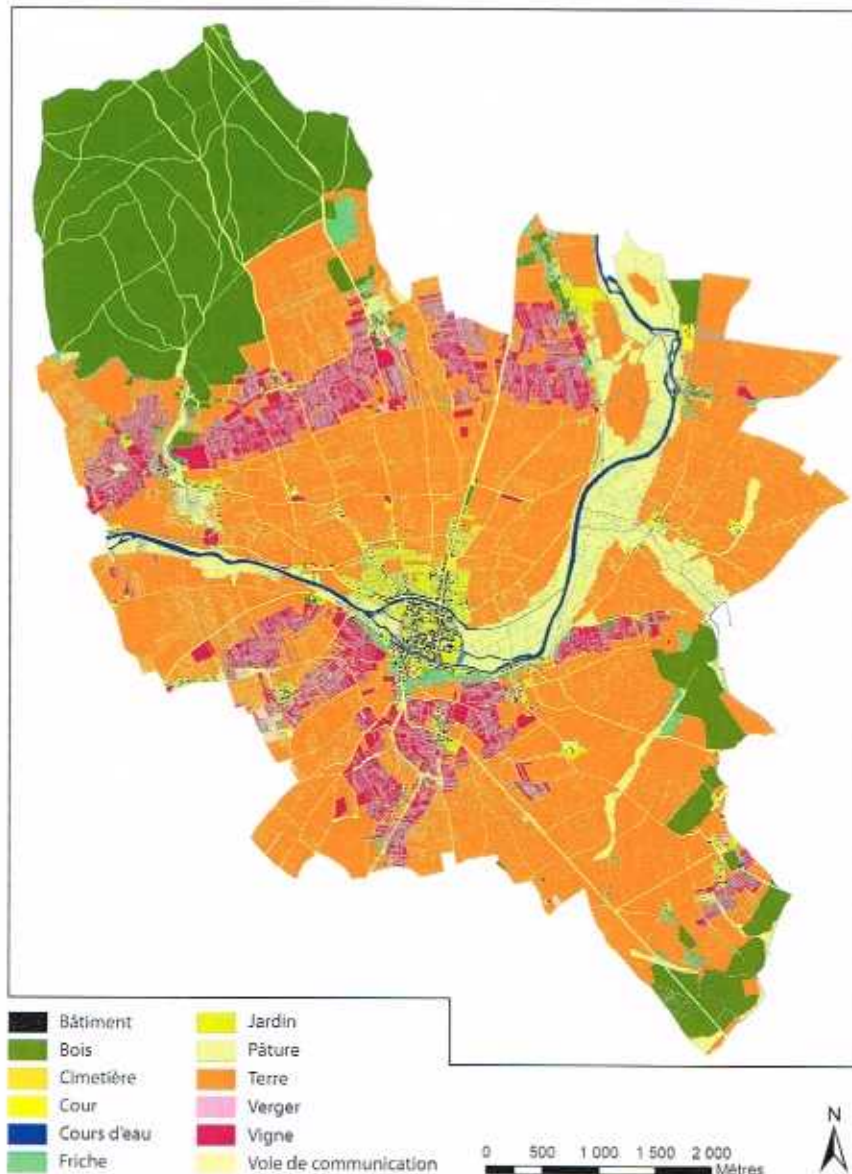 Bâtiment
Bois
Cimetière
Cour
Cours d'eau
Friche
Jardin
Pâture
Terre
Verger
Vigne
Voie de communication
0 500 1 000 1 500 2 000
Mètres
N